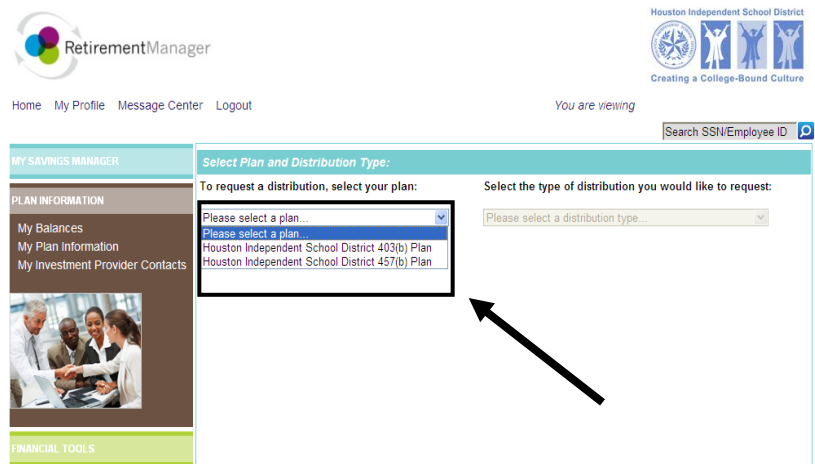 Houston Independent School District
RetirementManager
Creating a College-Bound Culture
Home My Profile Message Center Logout
You are viewing
Search SSN/Employee ID
MY SAVINGS MANAGER
Select Plan and Distribution Type:
PLAN INFORMATION
To request a distribution, select your plan:
Select the type of distribution you would like to request:
Please select a plan...
Please select a distribution type...
Please select a plan...
Houston Independent School District 403(b) Plan
Houston Independent School District 457(b) Plan
My Balances
My Plan Information
My Investment Provider Contacts
FINANCIAL TOOLS